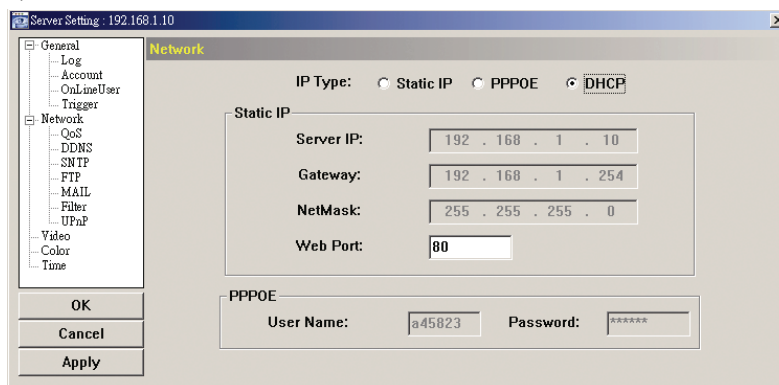 Server Setting : 192.168.1.10
General
Log
Account
OnLineUser
Trigger
Network
QoS
DDNS
SNTP
FTP
MAIL
Filter
UPnP
Video
Color
Time
OK
Cancel
Apply
Network
IP Type: Static IP PPPOE DHCP
Static IP
Server IP: 192 . 168 . 1 . 10
Gateway: 192 . 168 . 1 . 254
NetMask: 255 . 255 . 255 . 0
Web Port: 80
PPPOE
User Name: a45823 Password: ******